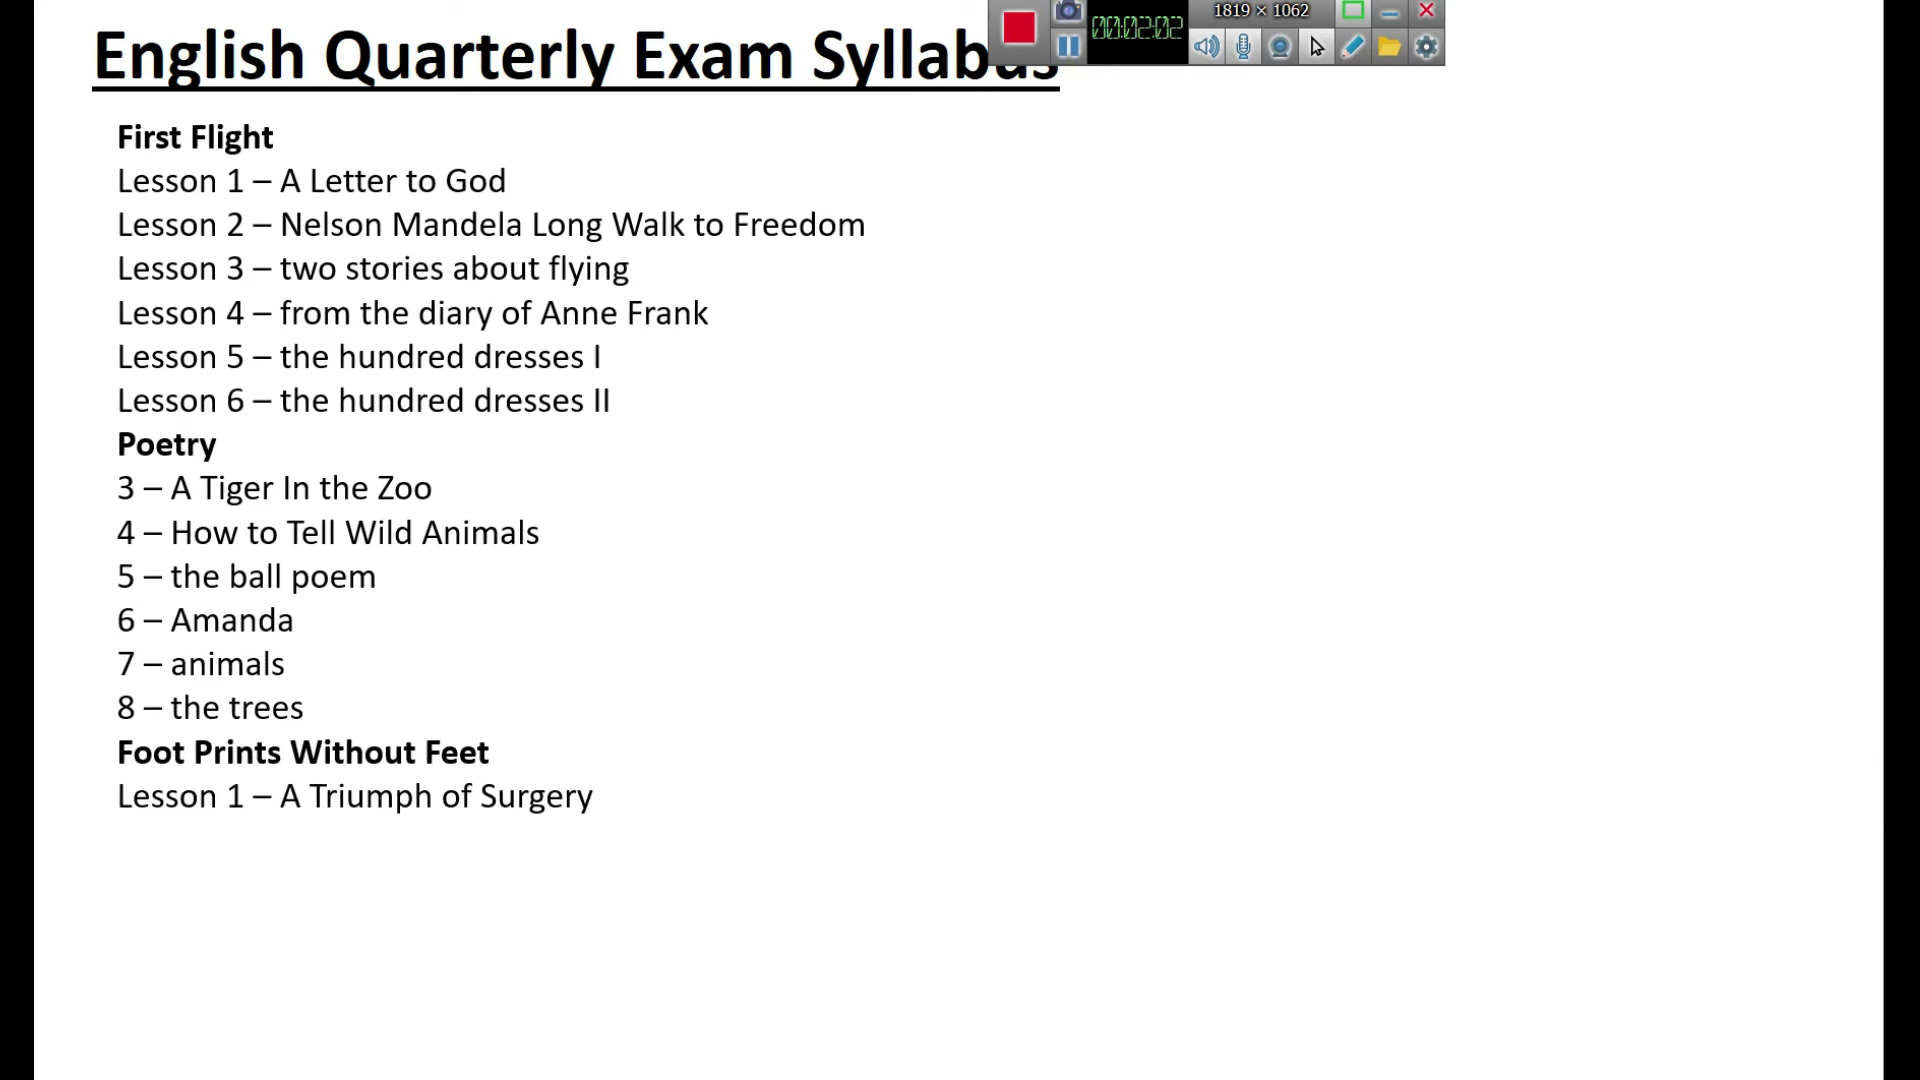 English Quarterly Exam Syllabus
00:02:02
1819 × 1062
First Flight
Lesson 1 – A Letter to God
Lesson 2 – Nelson Mandela Long Walk to Freedom
Lesson 3 – two stories about flying
Lesson 4 – from the diary of Anne Frank
Lesson 5 – the hundred dresses I
Lesson 6 – the hundred dresses II
Poetry
3 – A Tiger In the Zoo
4 – How to Tell Wild Animals
5 – the ball poem
6 – Amanda
7 – animals
8 – the trees
Foot Prints Without Feet
Lesson 1 – A Triumph of Surgery